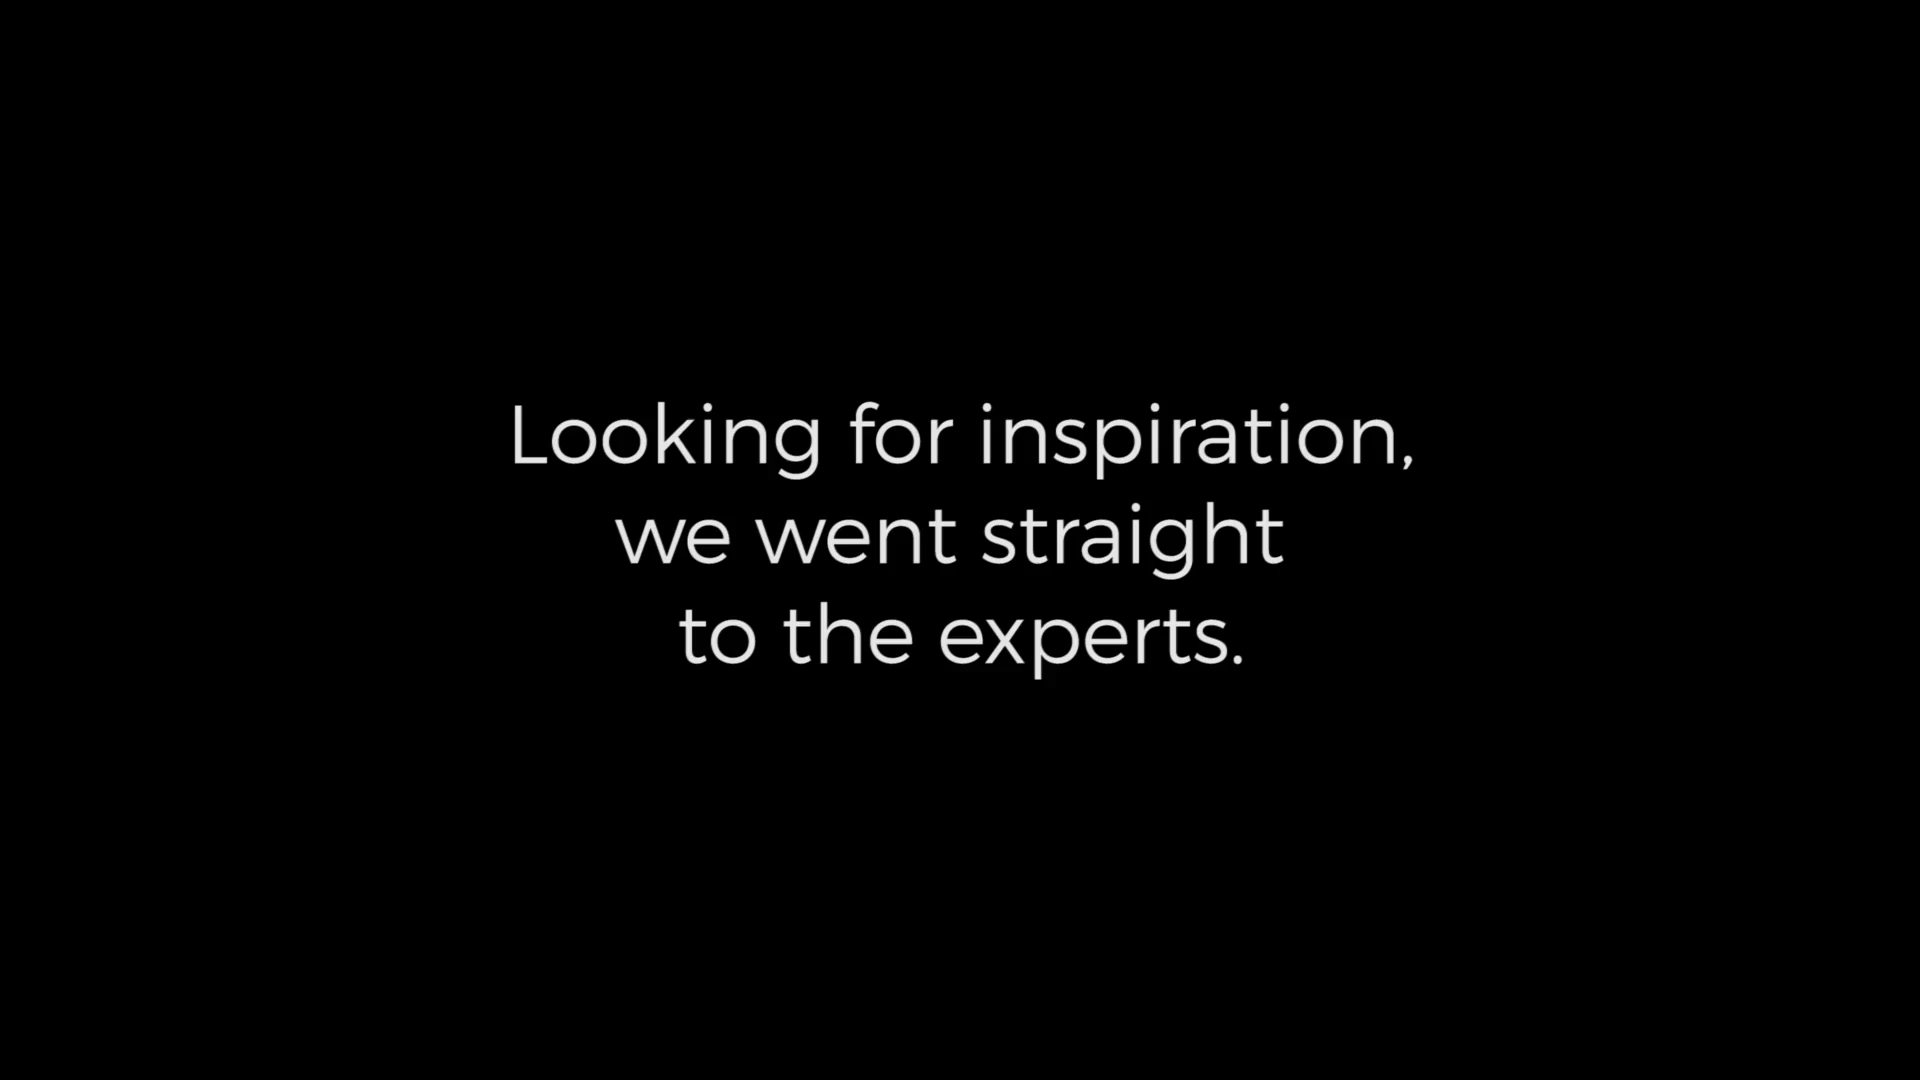 Looking for inspiration,
we went straight
to the experts.